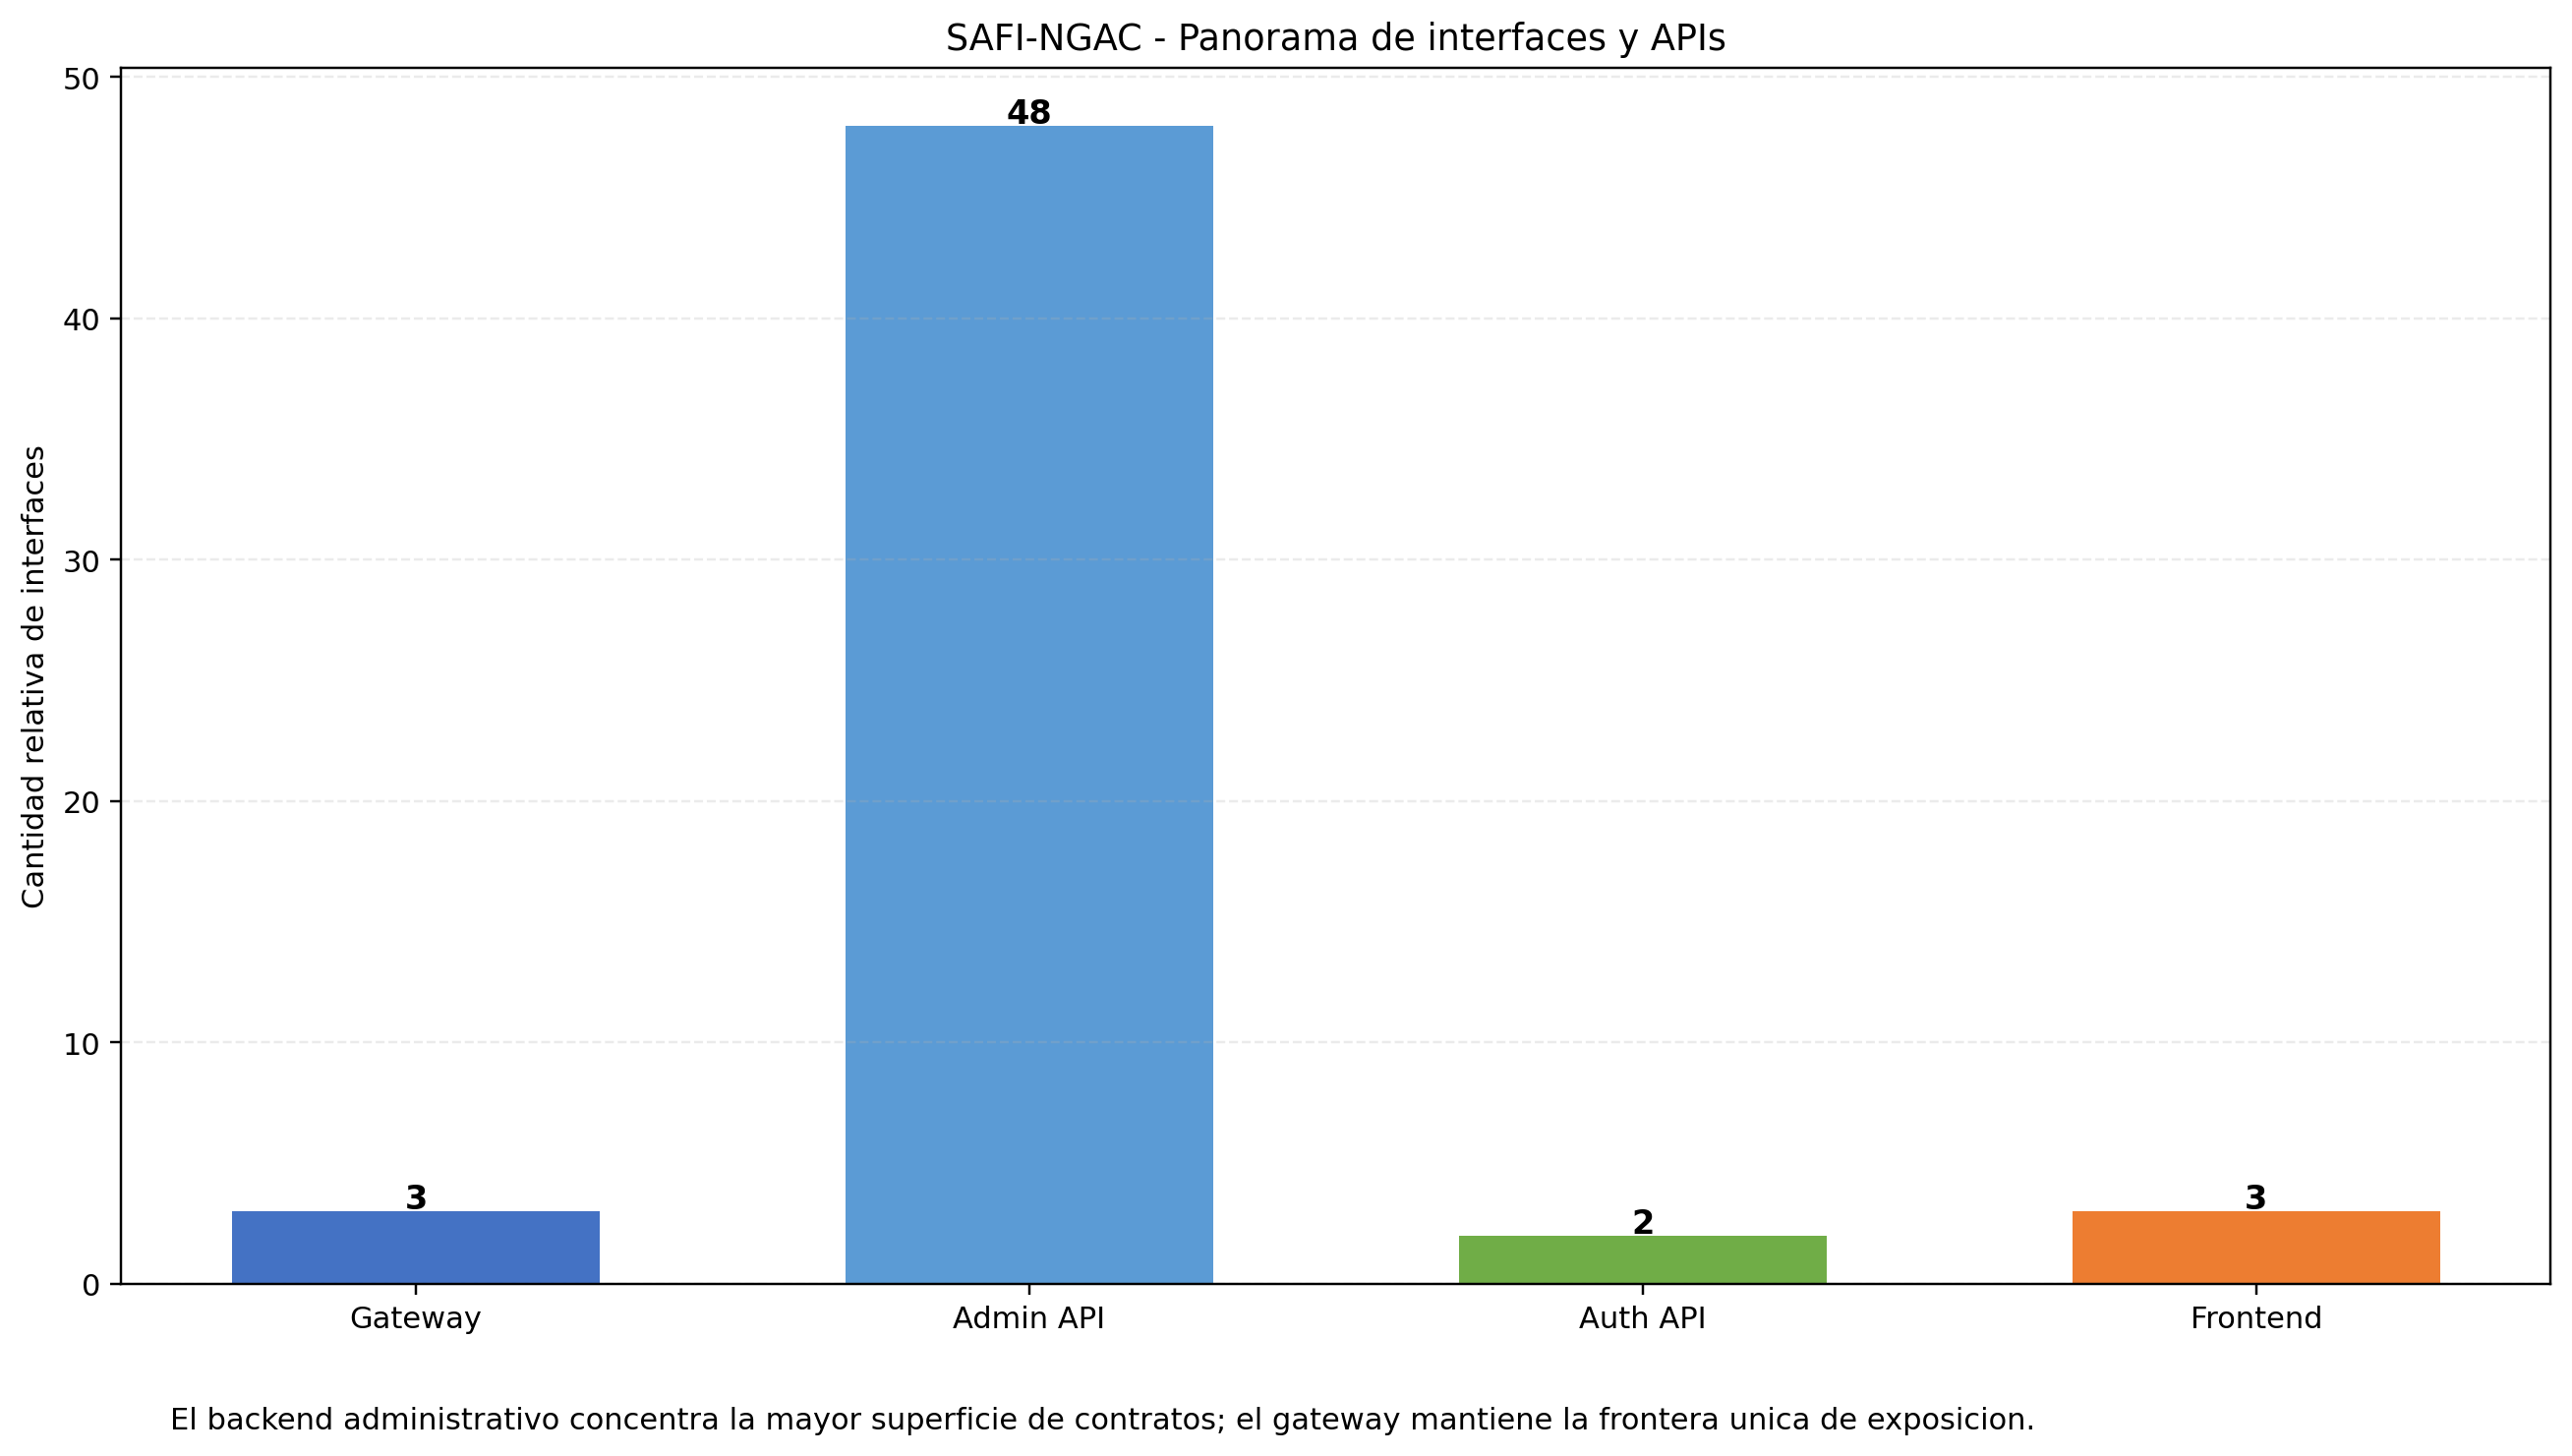 SAFI-NGAC - Panorama de interfaces y APIs
Cantidad relativa de interfaces
50
40
30
20
10
0
3
48
2
3
Gateway
Admin API
Auth API
Frontend
El backend administrativo concentra la mayor superficie de contratos; el gateway mantiene la frontera unica de exposicion.